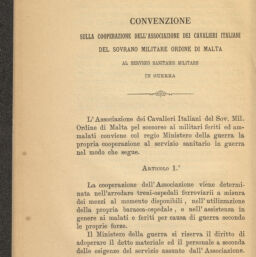 CONVENZIONE
SULLA COOPERAZIONE DELL'ASSOCIAZIONE DEI CAVALIERI ITALIANI
DEL SOVRANO MILITARE ORDINE DI MALTA
AL SERVIZIO SANITARIO MILITARE
IN GUERRA
L'Associazione dei Cavalieri Italiani del Sov. Mil.
Ordine di Malta pel soccorso ai militari feriti ed am-
malati conviene col regio Ministero della guerra la
propria cooperazione al servizio sanitario in guerra
nel modo che segue.
ARTICOLO 1.°
La cooperazione dell'Associazione viene determi-
nata nell'arredare treni-ospedali ferroviarii a misura
dei mezzi al momento disponibili, nell'utilizzazione
della propria baracca-ospedale, e nell'assistenza in
genere ai malati e feriti per causa di guerra secondo
le proprie forze.
Il Ministero della guerra si riserva il diritto di
adoperare il detto materiale ed il personale a seconda
delle esigenze del servizio assunto dall'Associazione.